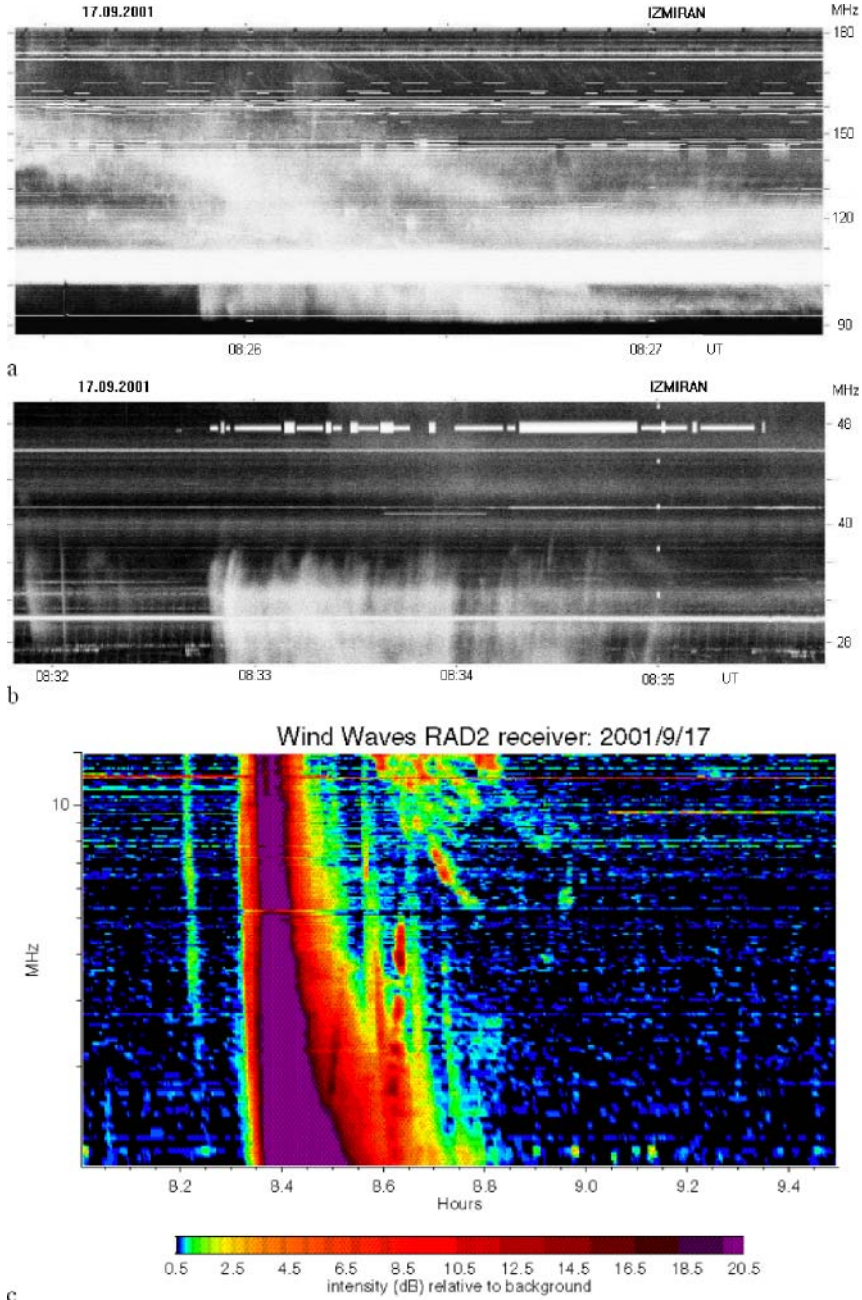 17.09.2001 IZMIRAN MHz
180
150
120
90
08:26 08:27 UT
a
17.09.2001 IZMIRAN MHz
48
40
28
08:32 08:33 08:34 08:35 UT
b
Wind Waves RAD2 receiver: 2001/9/17
10
MHz
8.2 8.4 8.6 8.8 9.0 9.2 9.4
Hours
0.5 2.5 4.5 6.5 8.5 10.5 12.5 14.5 16.5 18.5 20.5
intensity (dB) relative to background
c